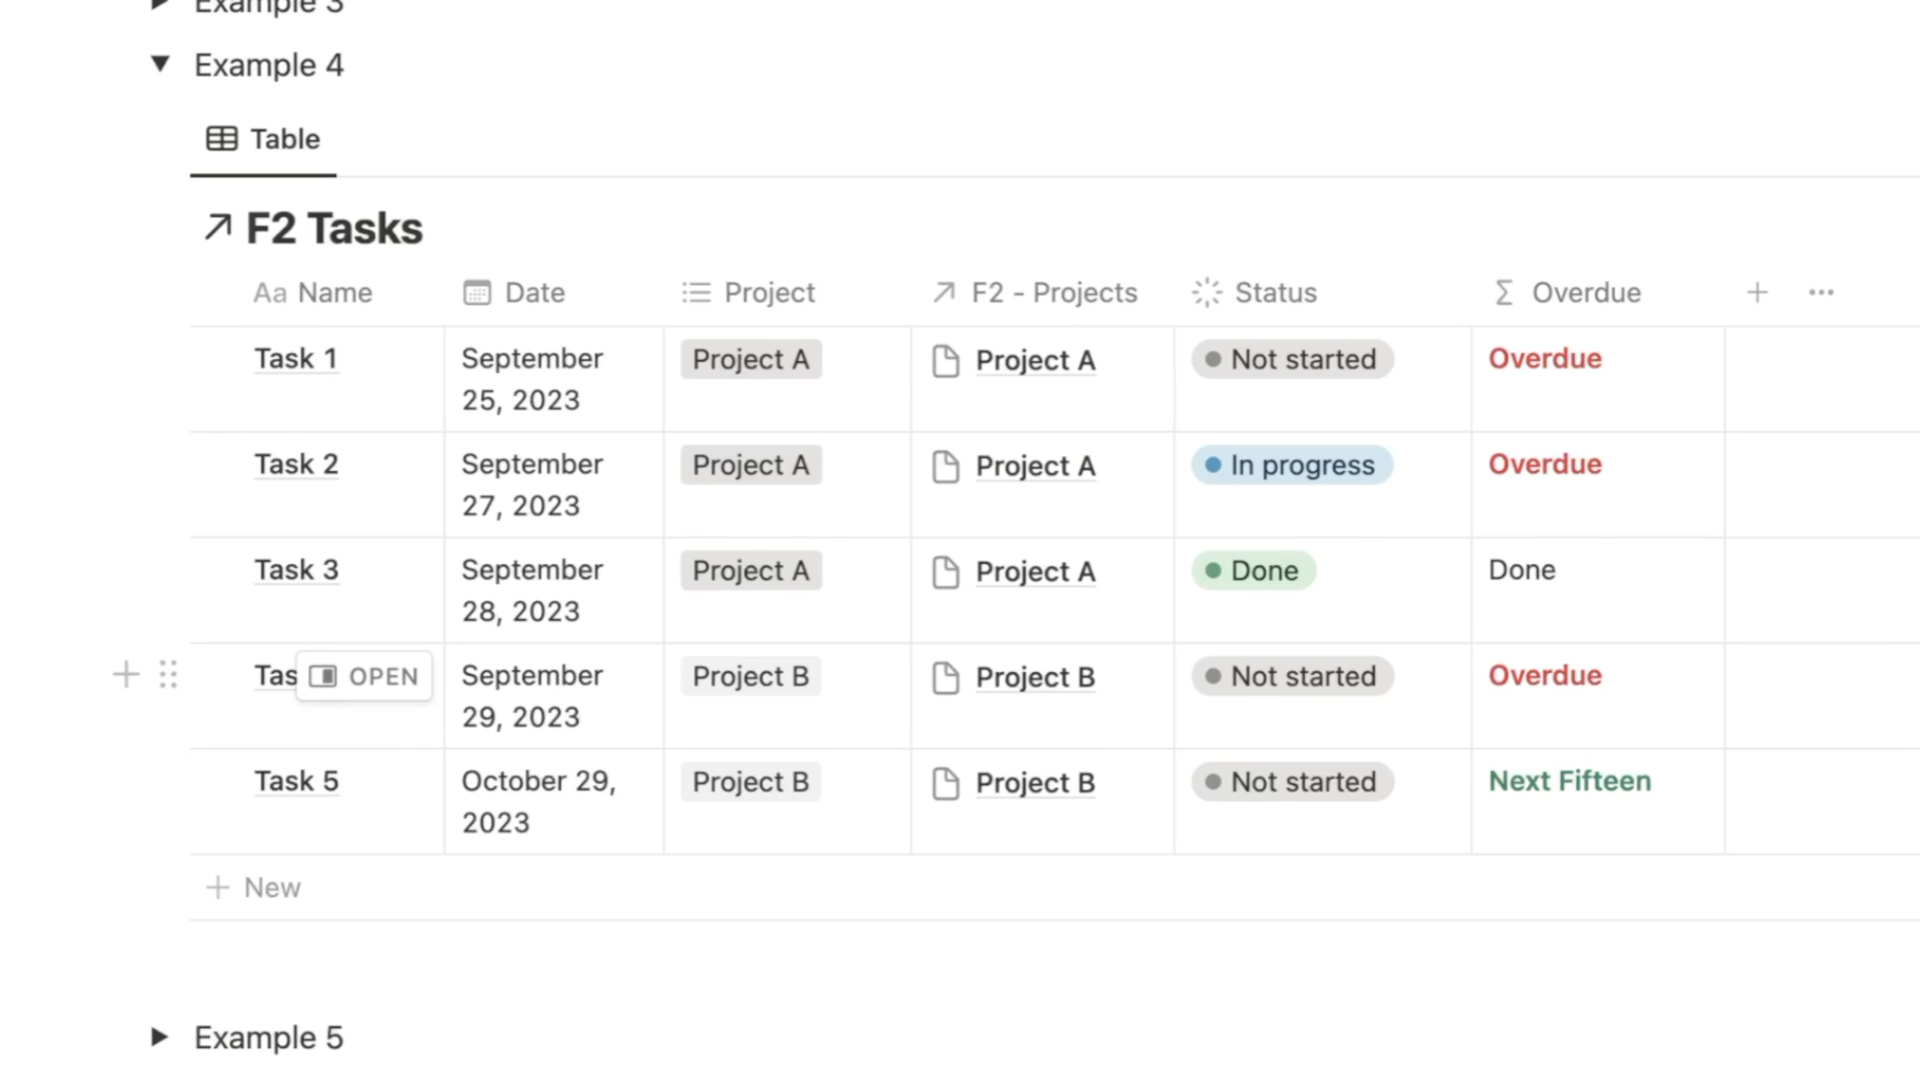 Example 3
Example 4
Table
F2 Tasks
Aa Name Date Project F2 - Projects Status Overdue
Task 1 September 25, 2023 Project A Project A Not started Overdue
Task 2 September 27, 2023 Project A Project A In progress Overdue
Task 3 September 28, 2023 Project A Project A Done Done
Tas OPEN September 29, 2023 Project B Project B Not started Overdue
Task 5 October 29, 2023 Project B Project B Not started Next Fifteen
New
Example 5